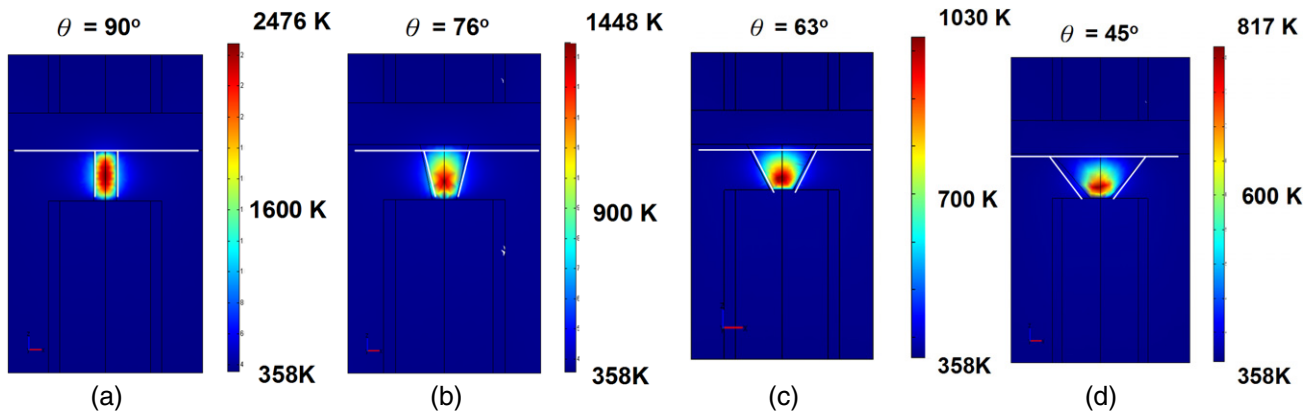 θ = 90°
2476 K
1600 K
358K
(a)
θ = 76°
1448 K
900 K
358K
(b)
θ = 63°
1030 K
700 K
358K
(c)
θ = 45°
817 K
600 K
358K
(d)